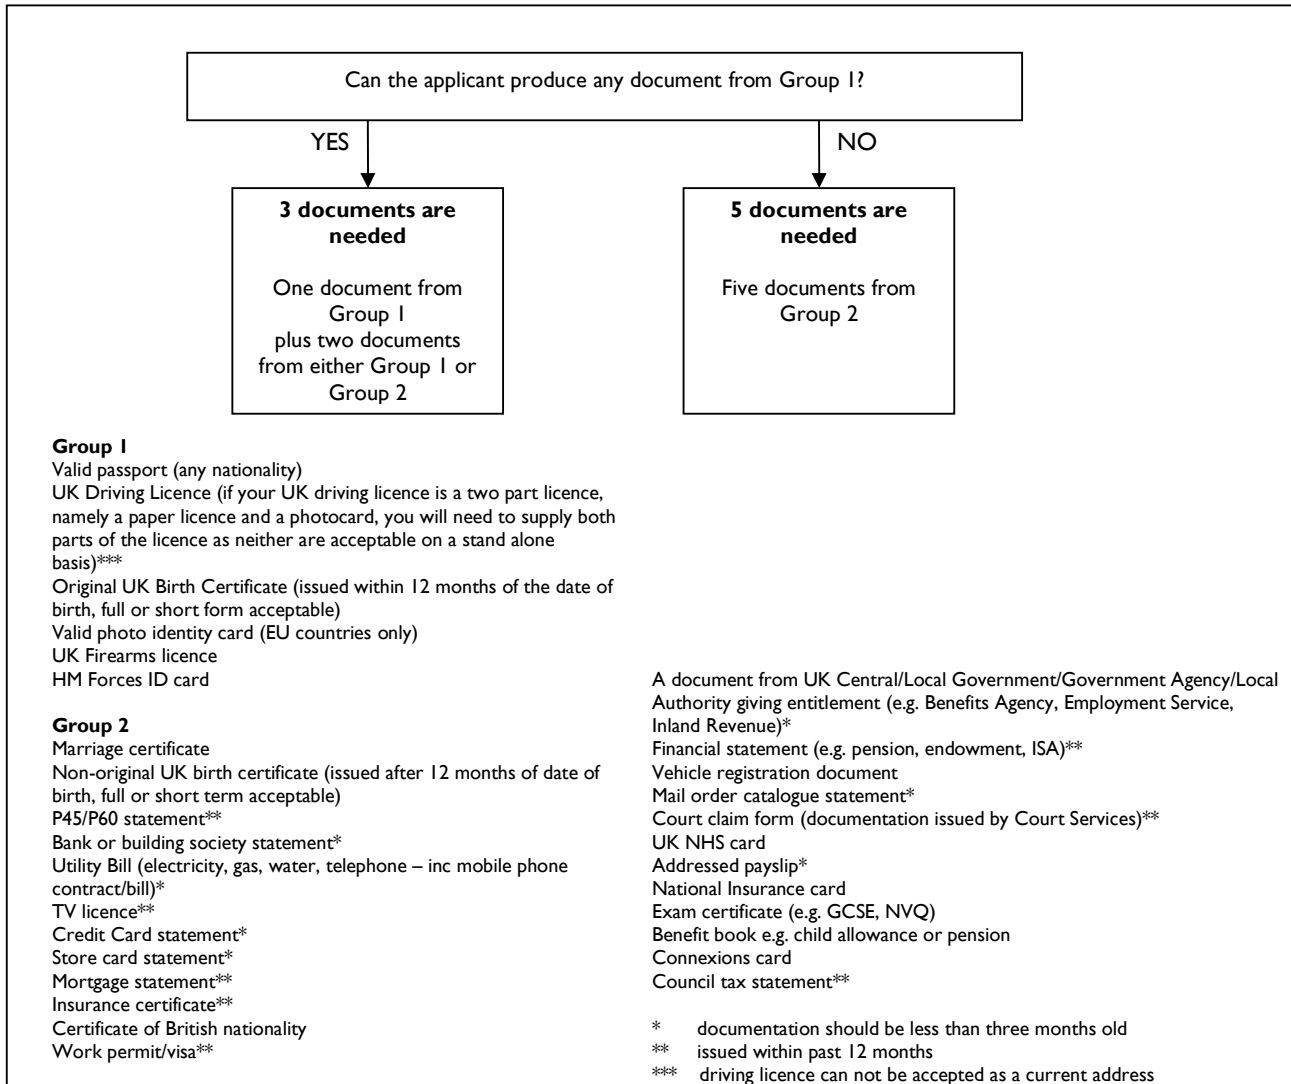 Can the applicant produce any document from Group 1?
YES
NO
3 documents are
needed
One document from
Group 1
plus two documents
from either Group 1 or
Group 2
5 documents are
needed
Five documents from
Group 2
Group 1
Valid passport (any nationality)
UK Driving Licence (if your UK driving licence is a two part licence,
namely a paper licence and a photocard, you will need to supply both
parts of the licence as neither are acceptable on a stand alone
basis)***
Original UK Birth Certificate (issued within 12 months of the date of
birth, full or short form acceptable)
Valid photo identity card (EU countries only)
UK Firearms licence
HM Forces ID card
Group 2
Marriage certificate
Non-original UK birth certificate (issued after 12 months of date of
birth, full or short term acceptable)
P45/P60 statement**
Bank or building society statement*
Utility Bill (electricity, gas, water, telephone – inc mobile phone
contract/bill)*
TV licence**
Credit Card statement*
Store card statement*
Mortgage statement**
Insurance certificate**
Certificate of British nationality
Work permit/visa**
A document from UK Central/Local Government/Government Agency/Local
Authority giving entitlement (e.g. Benefits Agency, Employment Service,
Inland Revenue)*
Financial statement (e.g. pension, endowment, ISA)**
Vehicle registration document
Mail order catalogue statement*
Court claim form (documentation issued by Court Services)**
UK NHS card
Addressed payslip*
National Insurance card
Exam certificate (e.g. GCSE, NVQ)
Benefit book e.g. child allowance or pension
Connexions card
Council tax statement**
* documentation should be less than three months old
** issued within past 12 months
*** driving licence can not be accepted as a current address